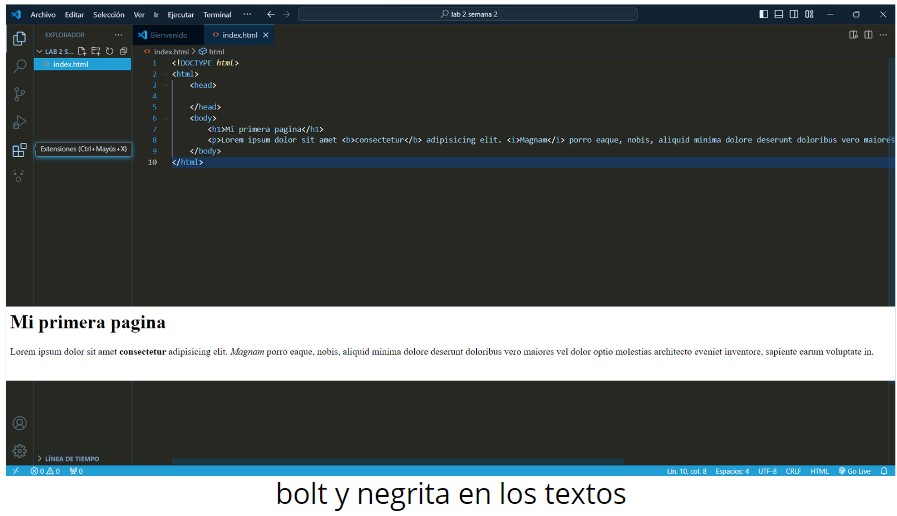 Archivo Editar Selección Ver Ir Ejecutar Terminal ··· lab 2 semana 2
EXPLORADOR ··· Bienvenido index.html
LAB 2 S... index.html > html
index.html
1 <!DOCTYPE html>
2 <html>
3 <head>
4
5 </head>
6 <body>
7 <h1>Mi primera pagina</h1>
8 <p>Lorem ipsum dolor sit amet <b>consectetur</b> adipisicing elit. <i>Magnam</i> porro eaque, nobis, aliquid minima dolore deserunt doloribus vero maiores
9 </body>
10 </html>
Extensiones (Ctrl+Mayús+X)
Mi primera pagina
Lorem ipsum dolor sit amet consectetur adipisicing elit. Magnam porro eaque, nobis, aliquid minima dolore deserunt doloribus vero maiores vel dolor optio molestias architecto eveniet inventore, sapiente earum voluptate in.
LÍNEA DE TIEMPO
0 0 0 Lín. 10, col. 8 Espacios: 4 UTF-8 CRLF HTML Go Live
bolt y negrita en los textos